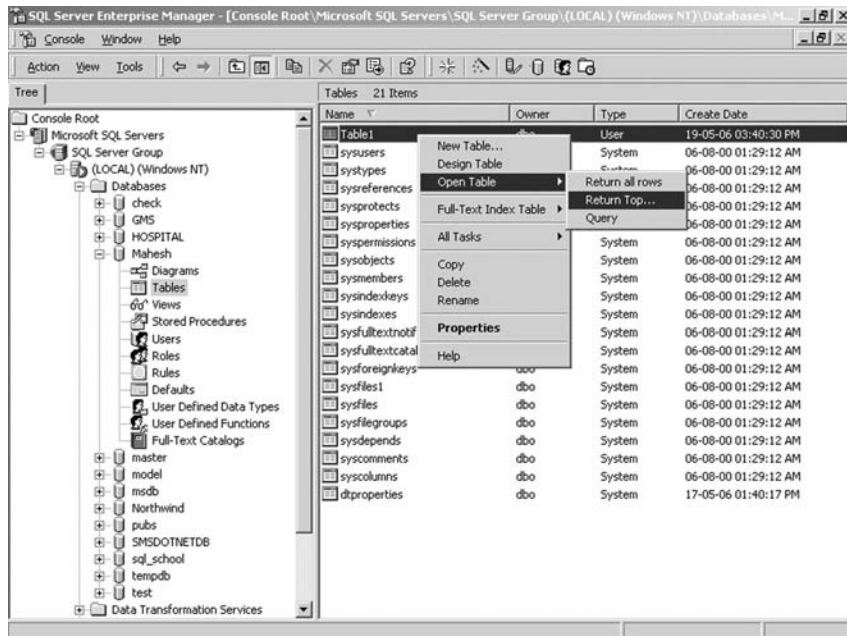 SQL Server Enterprise Manager - [Console Root\Microsoft SQL Servers\SQL Server Group\(LOCAL) (Windows NT)\Databases\M...
Console Window Help
Action View Tools
Tree
Tables 21 Items
Console Root
Microsoft SQL Servers
SQL Server Group
(LOCAL) (Windows NT)
Databases
check
GMS
HOSPITAL
Mahesh
Diagrams
Tables
Views
Stored Procedures
Users
Roles
Rules
Defaults
User Defined Data Types
User Defined Functions
Full-Text Catalogs
master
model
msdb
Northwind
pubs
SMSDOTNETDB
sql_school
tempdb
test
Data Transformation Services
Name Owner Type Create Date
Table1 dbo User 19-05-06 03:40:30 PM
sysusers System 06-08-00 01:29:12 AM
systypes System 06-08-00 01:29:12 AM
sysreferences 06-08-00 01:29:12 AM
sysprotects 06-08-00 01:29:12 AM
sysproperties 06-08-00 01:29:12 AM
syspermissions System 06-08-00 01:29:12 AM
sysobjects System 06-08-00 01:29:12 AM
sysmembers System 06-08-00 01:29:12 AM
sysindexkeys System 06-08-00 01:29:12 AM
sysindexes System 06-08-00 01:29:12 AM
sysfulltextnotif System 06-08-00 01:29:12 AM
sysfulltextcatal System 06-08-00 01:29:12 AM
sysforeignkeys dbo System 06-08-00 01:29:12 AM
sysfiles1 dbo System 06-08-00 01:29:12 AM
sysfiles dbo System 06-08-00 01:29:12 AM
sysfilegroups dbo System 06-08-00 01:29:12 AM
sysdepends dbo System 06-08-00 01:29:12 AM
syscomments dbo System 06-08-00 01:29:12 AM
syscolumns dbo System 06-08-00 01:29:12 AM
dtproperties dbo System 17-05-06 01:40:17 PM
New Table...
Design Table
Open Table
Full-Text Index Table
All Tasks
Copy
Delete
Rename
Properties
Help
Return all rows
Return Top...
Query